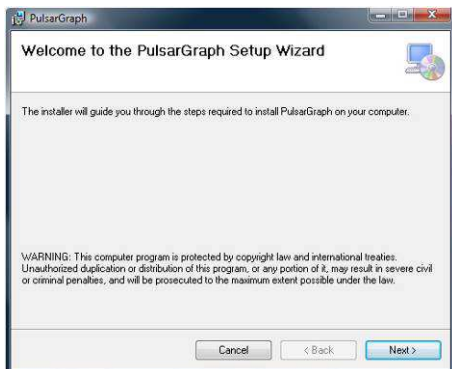 PulsarGraph
Welcome to the PulsarGraph Setup Wizard
The installer will guide you through the steps required to install PulsarGraph on your computer.
WARNING: This computer program is protected by copyright law and international treaties.
Unauthorized duplication or distribution of this program, or any portion of it, may result in severe civil
or criminal penalties, and will be prosecuted to the maximum extent possible under the law.
Cancel < Back Next >